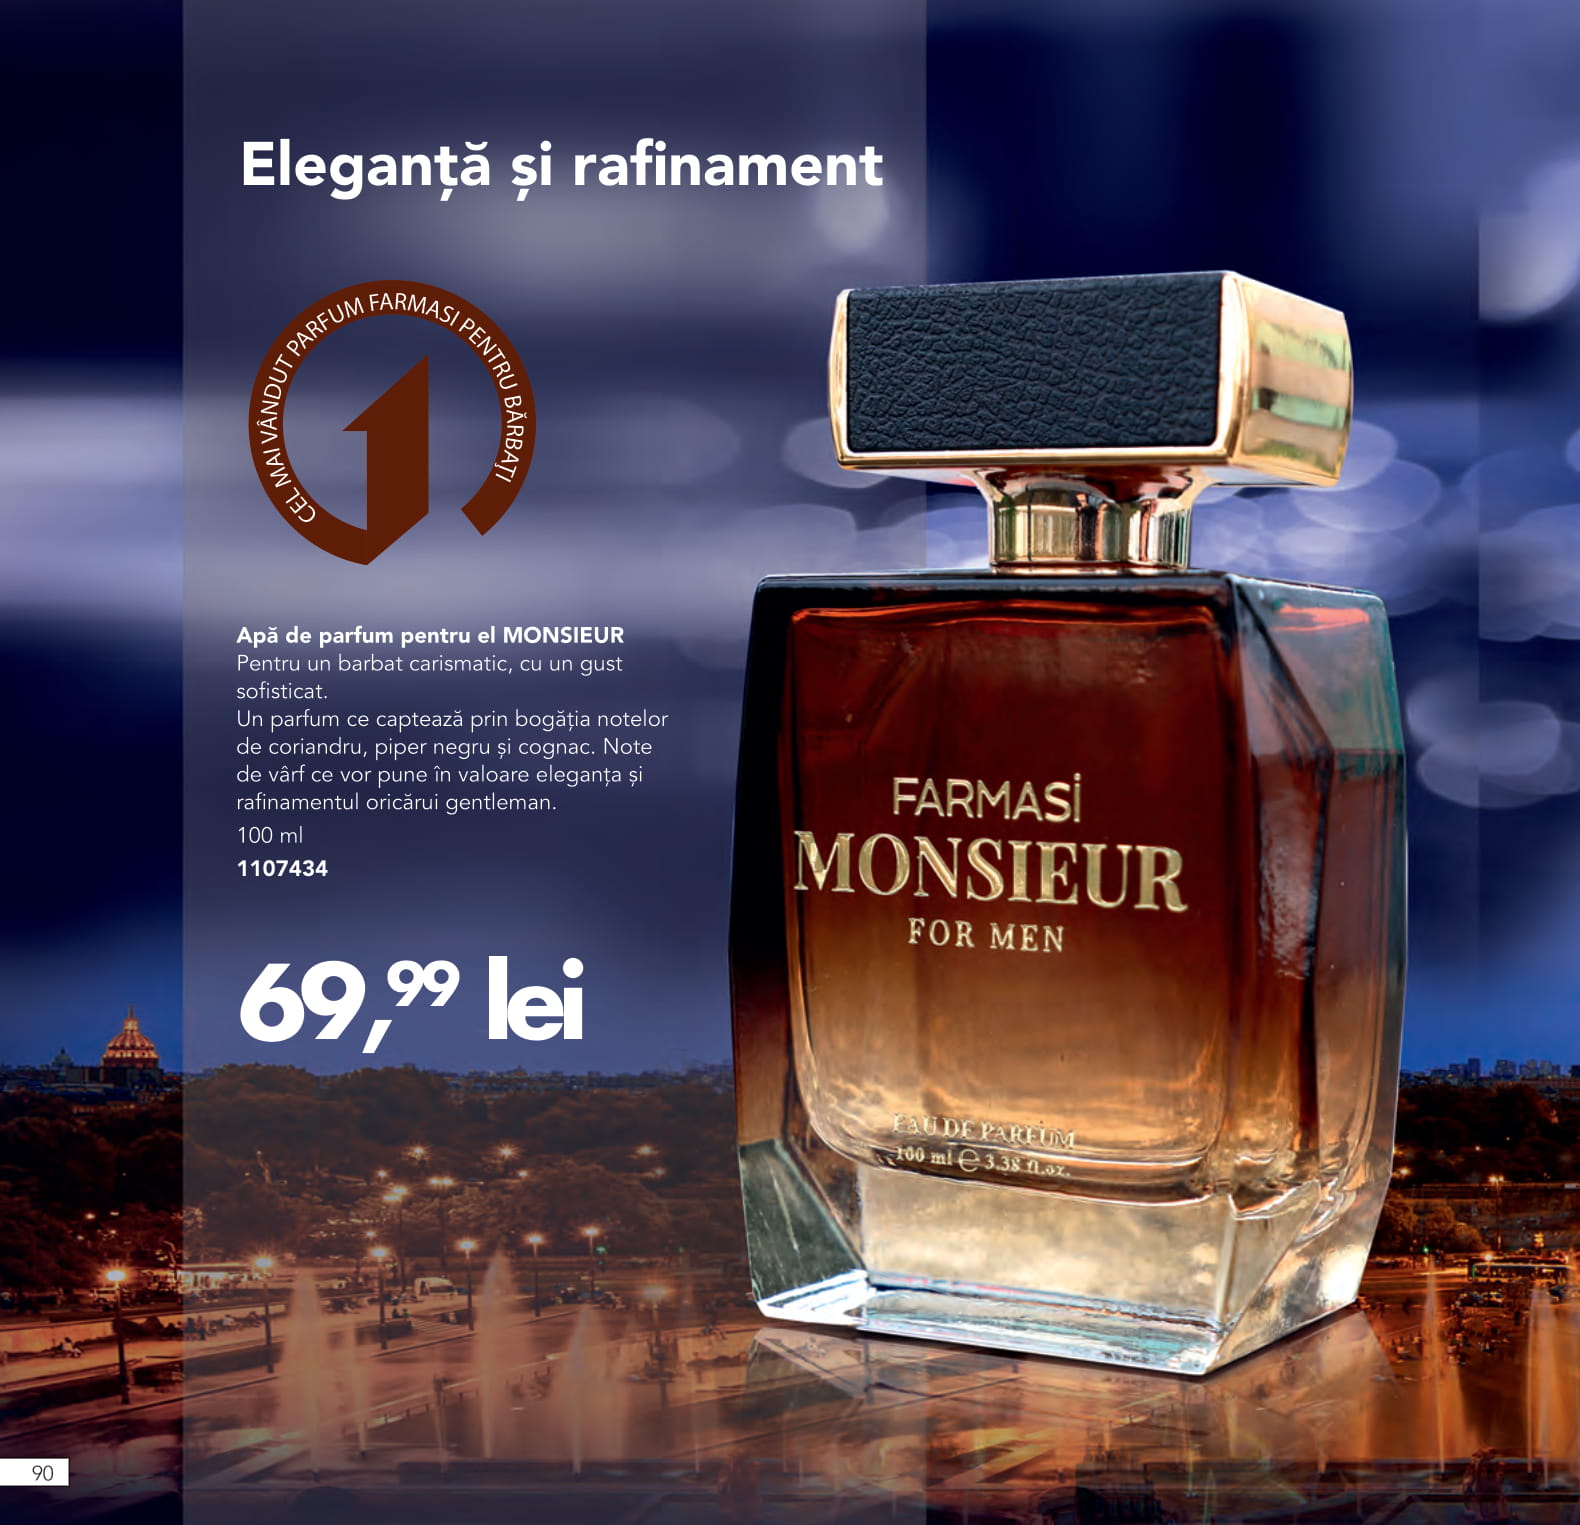 Eleganță și rafinament
CEL MAI VÂNDUT PARFUM FARMASI PENTRU BĂRBAȚI
1
Apă de parfum pentru el MONSIEUR
Pentru un barbat carismatic, cu un gust
sofisticat.
Un parfum ce captează prin bogăția notelor
de coriandru, piper negru și cognac. Note
de vârf ce vor pune în valoare eleganța și
rafinamentul oricărui gentleman.
100 ml
1107434
69,99 lei
FARMASİ
MONSIEUR
FOR MEN
EAU DE PARFUM
100 ml ℮ 3.38 fl.oz.
90